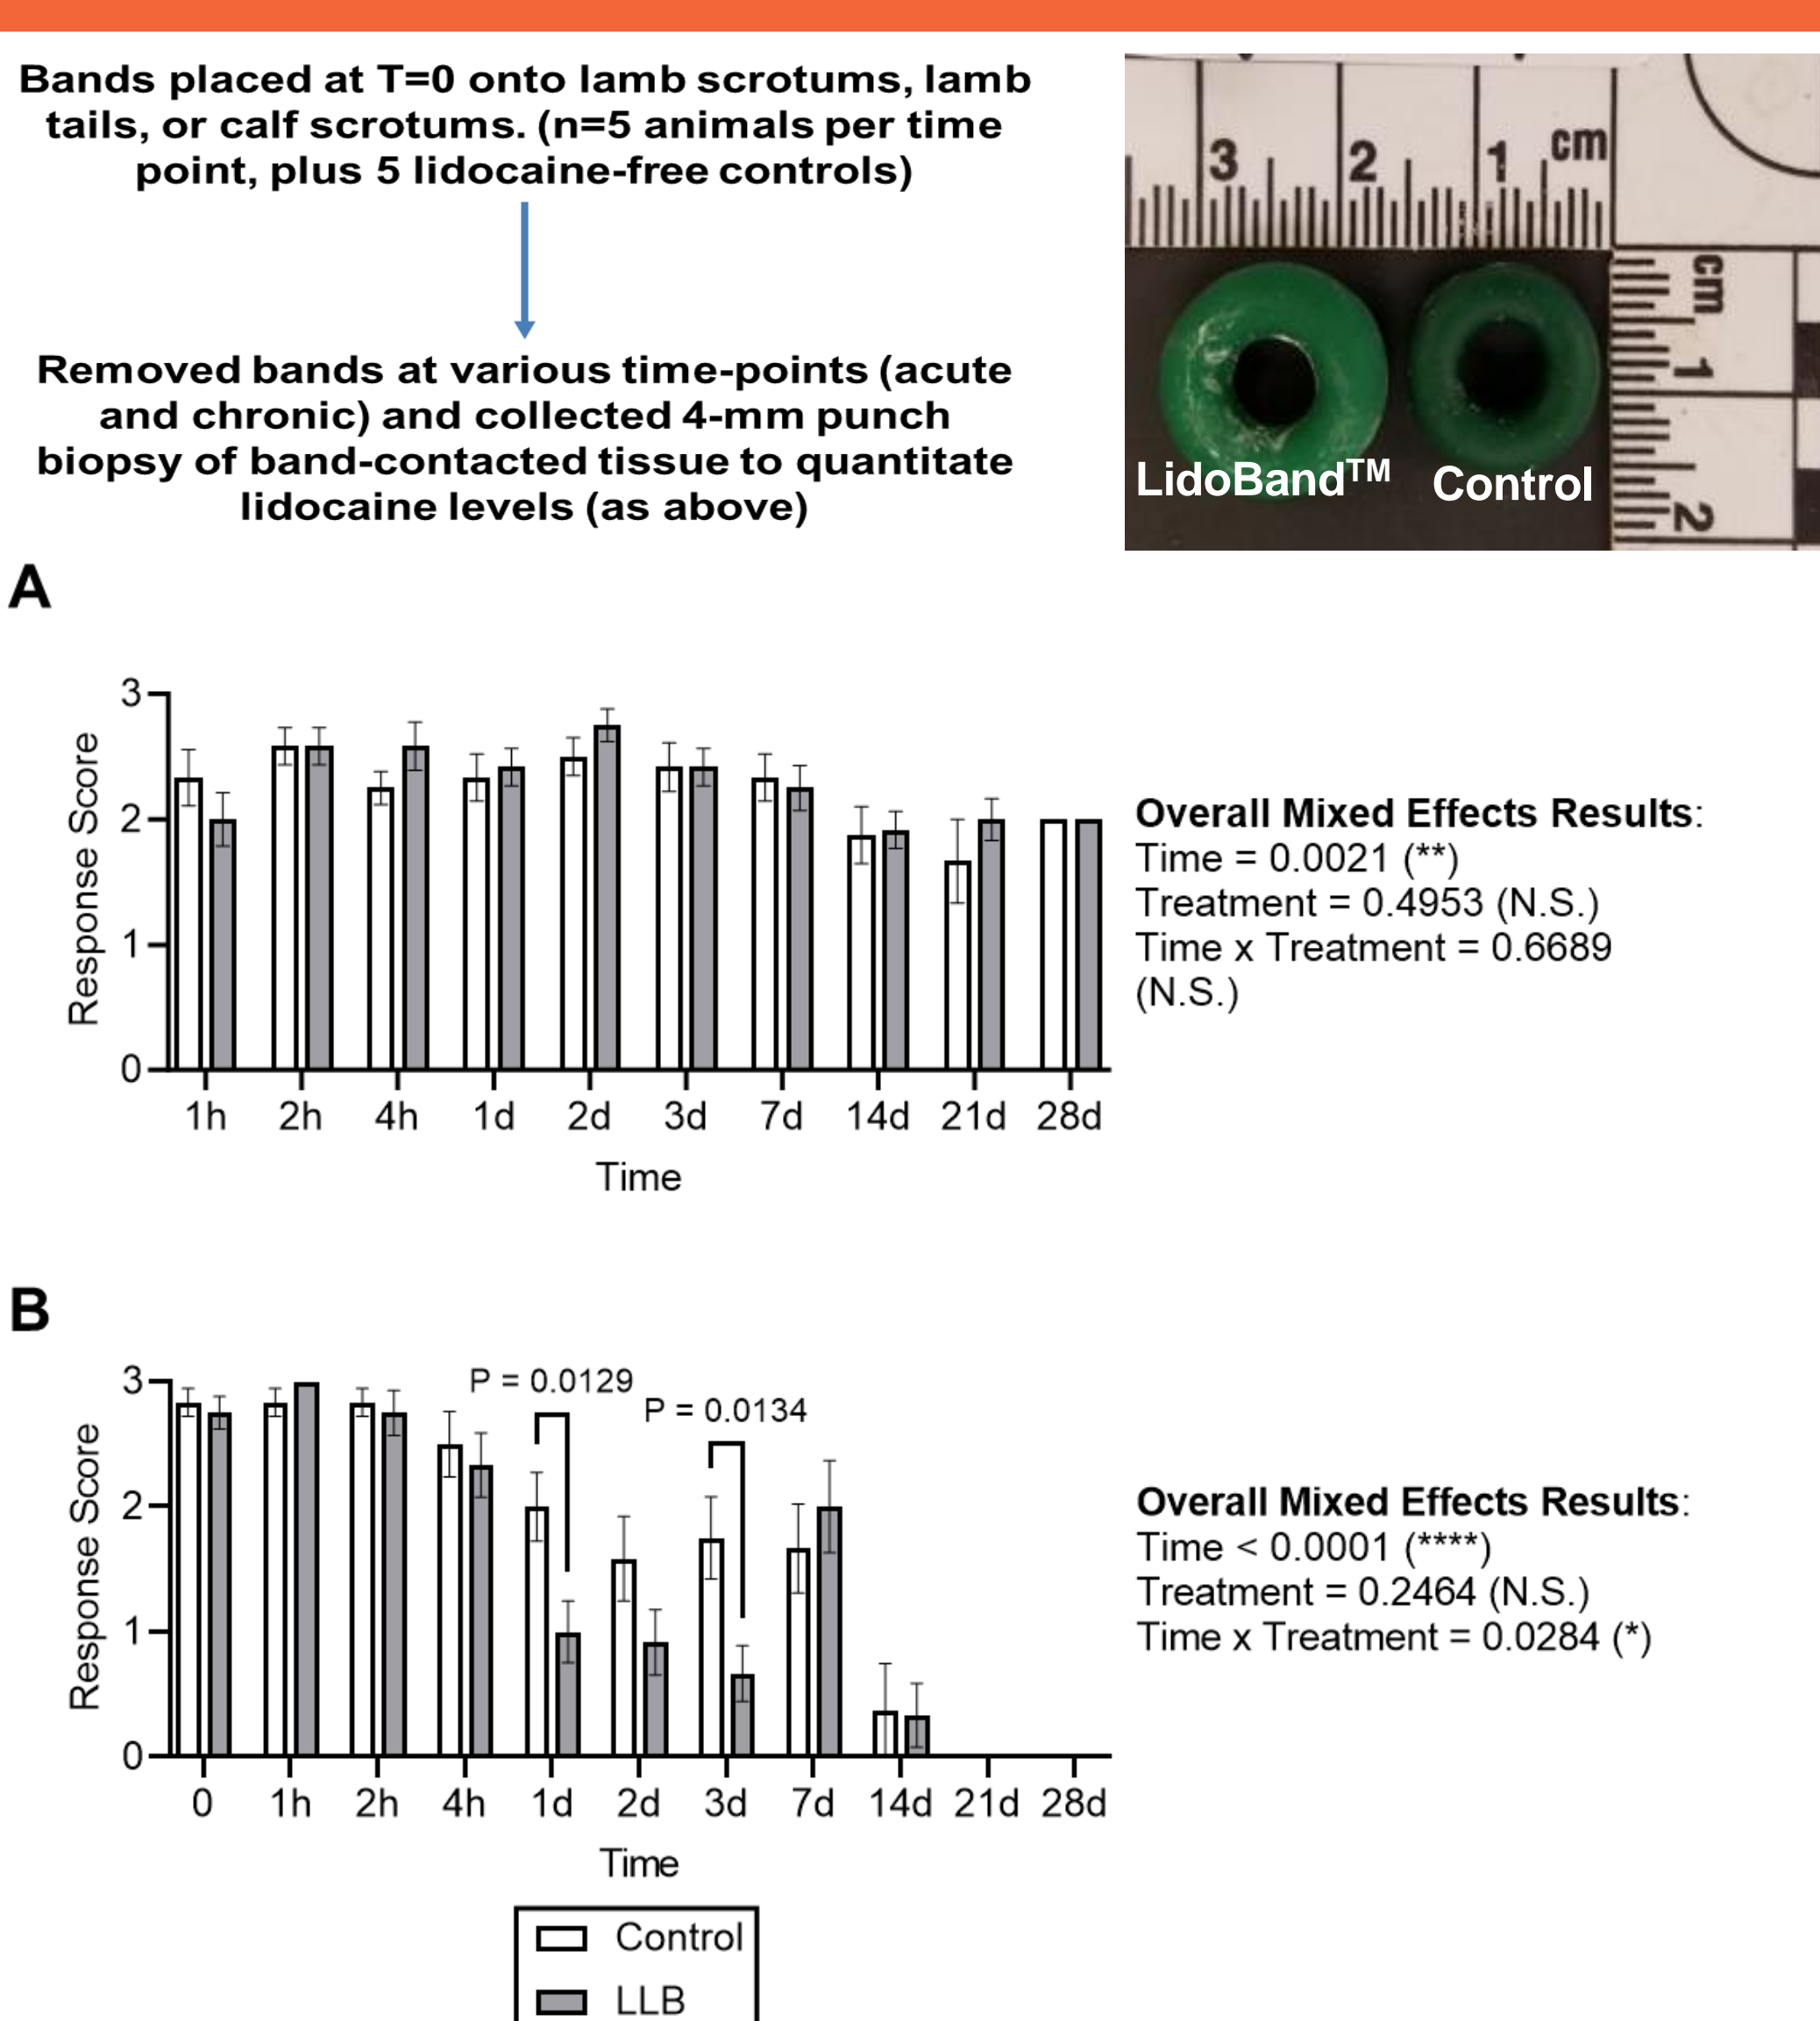 Bands placed at T=0 onto lamb scrotums, lamb
tails, or calf scrotums. (n=5 animals per time
point, plus 5 lidocaine-free controls)
Removed bands at various time-points (acute
and chronic) and collected 4-mm punch
biopsy of band-contacted tissue to quantitate
lidocaine levels (as above)
3 2 1 cm
cm
1
2
LidoBand™ Control
A
Response Score
3
2
1
0
1h 2h 4h 1d 2d 3d 7d 14d 21d 28d
Time
Overall Mixed Effects Results:
Time = 0.0021 (**)
Treatment = 0.4953 (N.S.)
Time x Treatment = 0.6689
(N.S.)
B
Response Score
3
2
1
0
P = 0.0129
P = 0.0134
0 1h 2h 4h 1d 2d 3d 7d 14d 21d 28d
Time
Overall Mixed Effects Results:
Time < 0.0001 (****)
Treatment = 0.2464 (N.S.)
Time x Treatment = 0.0284 (*)
Control
LLB